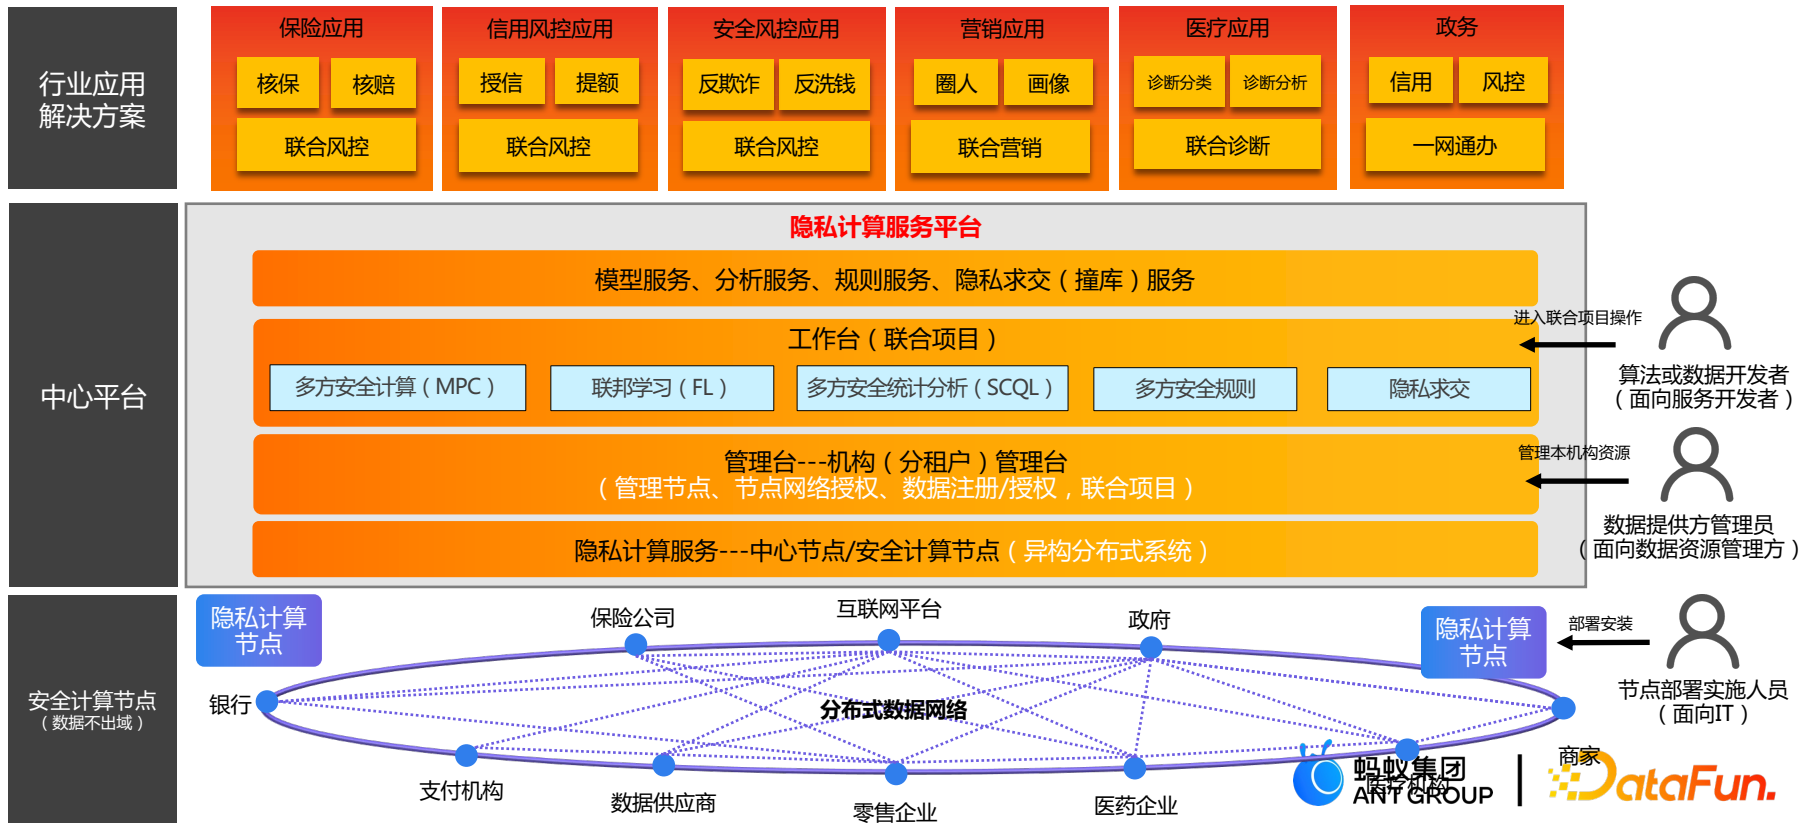 行业应用
解决方案
保险应用
核保
核赔
联合风控
信用风控应用
授信
提额
联合风控
安全风控应用
反欺诈
反洗钱
联合风控
营销应用
圈人
画像
联合营销
医疗应用
诊断分类
诊断分析
联合诊断
政务
信用
风控
一网通办
中心平台
隐私计算服务平台
模型服务、分析服务、规则服务、隐私求交（撞库）服务
工作台（联合项目）
多方安全计算（MPC）
联邦学习（FL）
多方安全统计分析（SCQL）
多方安全规则
隐私求交
管理台---机构（分租户）管理台
（管理节点、节点网络授权、数据注册/授权，联合项目）
隐私计算服务---中心节点/安全计算节点（异构分布式系统）
进入联合项目操作
算法或数据开发者
（面向服务开发者）
管理本机构资源
数据提供方管理员
（面向数据资源管理方）
安全计算节点
（数据不出域）
隐私计算
节点
保险公司
互联网平台
政府
隐私计算
节点
部署安装
节点部署实施人员
（面向IT）
银行
分布式数据网络
商家
支付机构
数据供应商
零售企业
医药企业
医疗机构
蚂蚁集团
ANT GROUP
DataFun.